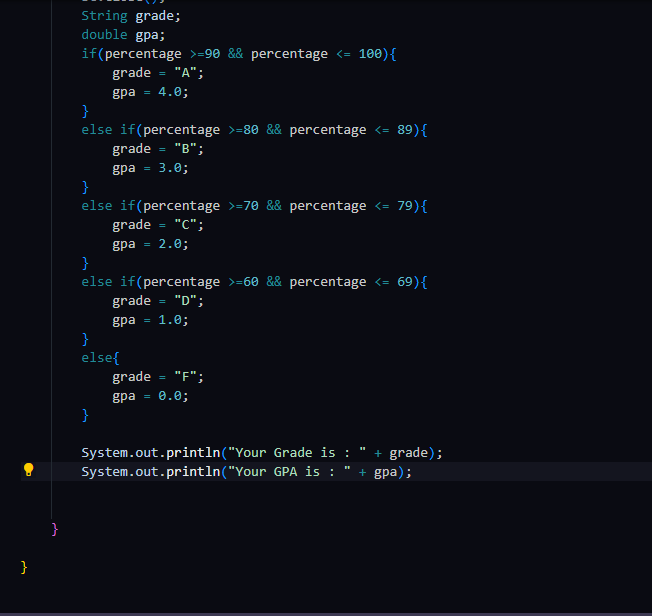 String grade;
double gpa;
if(percentage >=90 && percentage <= 100){
grade = "A";
gpa = 4.0;
}
else if(percentage >=80 && percentage <= 89){
grade = "B";
gpa = 3.0;
}
else if(percentage >=70 && percentage <= 79){
grade = "C";
gpa = 2.0;
}
else if(percentage >=60 && percentage <= 69){
grade = "D";
gpa = 1.0;
}
else{
grade = "F";
gpa = 0.0;
}
System.out.println("Your Grade is : " + grade);
System.out.println("Your GPA is : " + gpa);
}
}